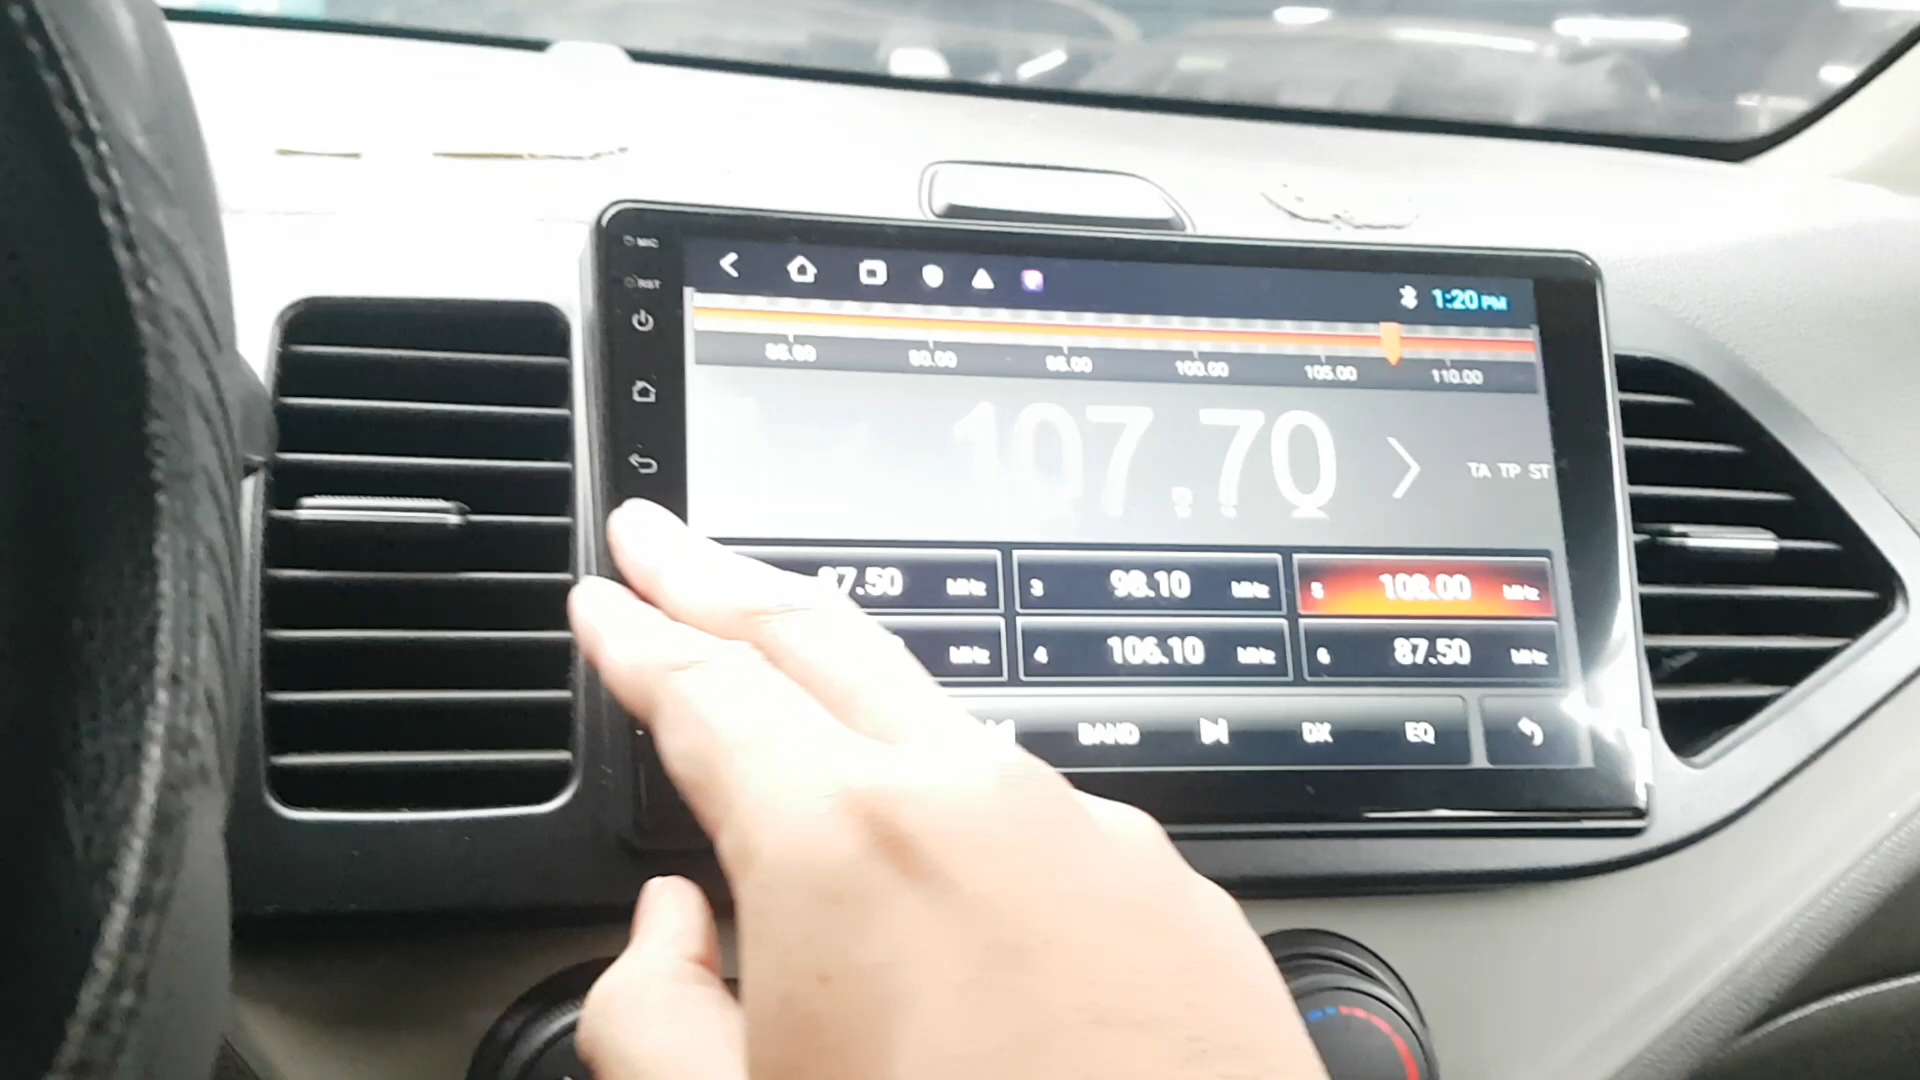 MIC
RST
1:20 PM
85.00 90.00 95.00 100.00 105.00 110.00
107.70
TA TP ST
87.50 MHz
3 98.10 MHz
5 108.00 MHz
MHz
4 106.10 MHz
6 87.50 MHz
BAND DX EQ